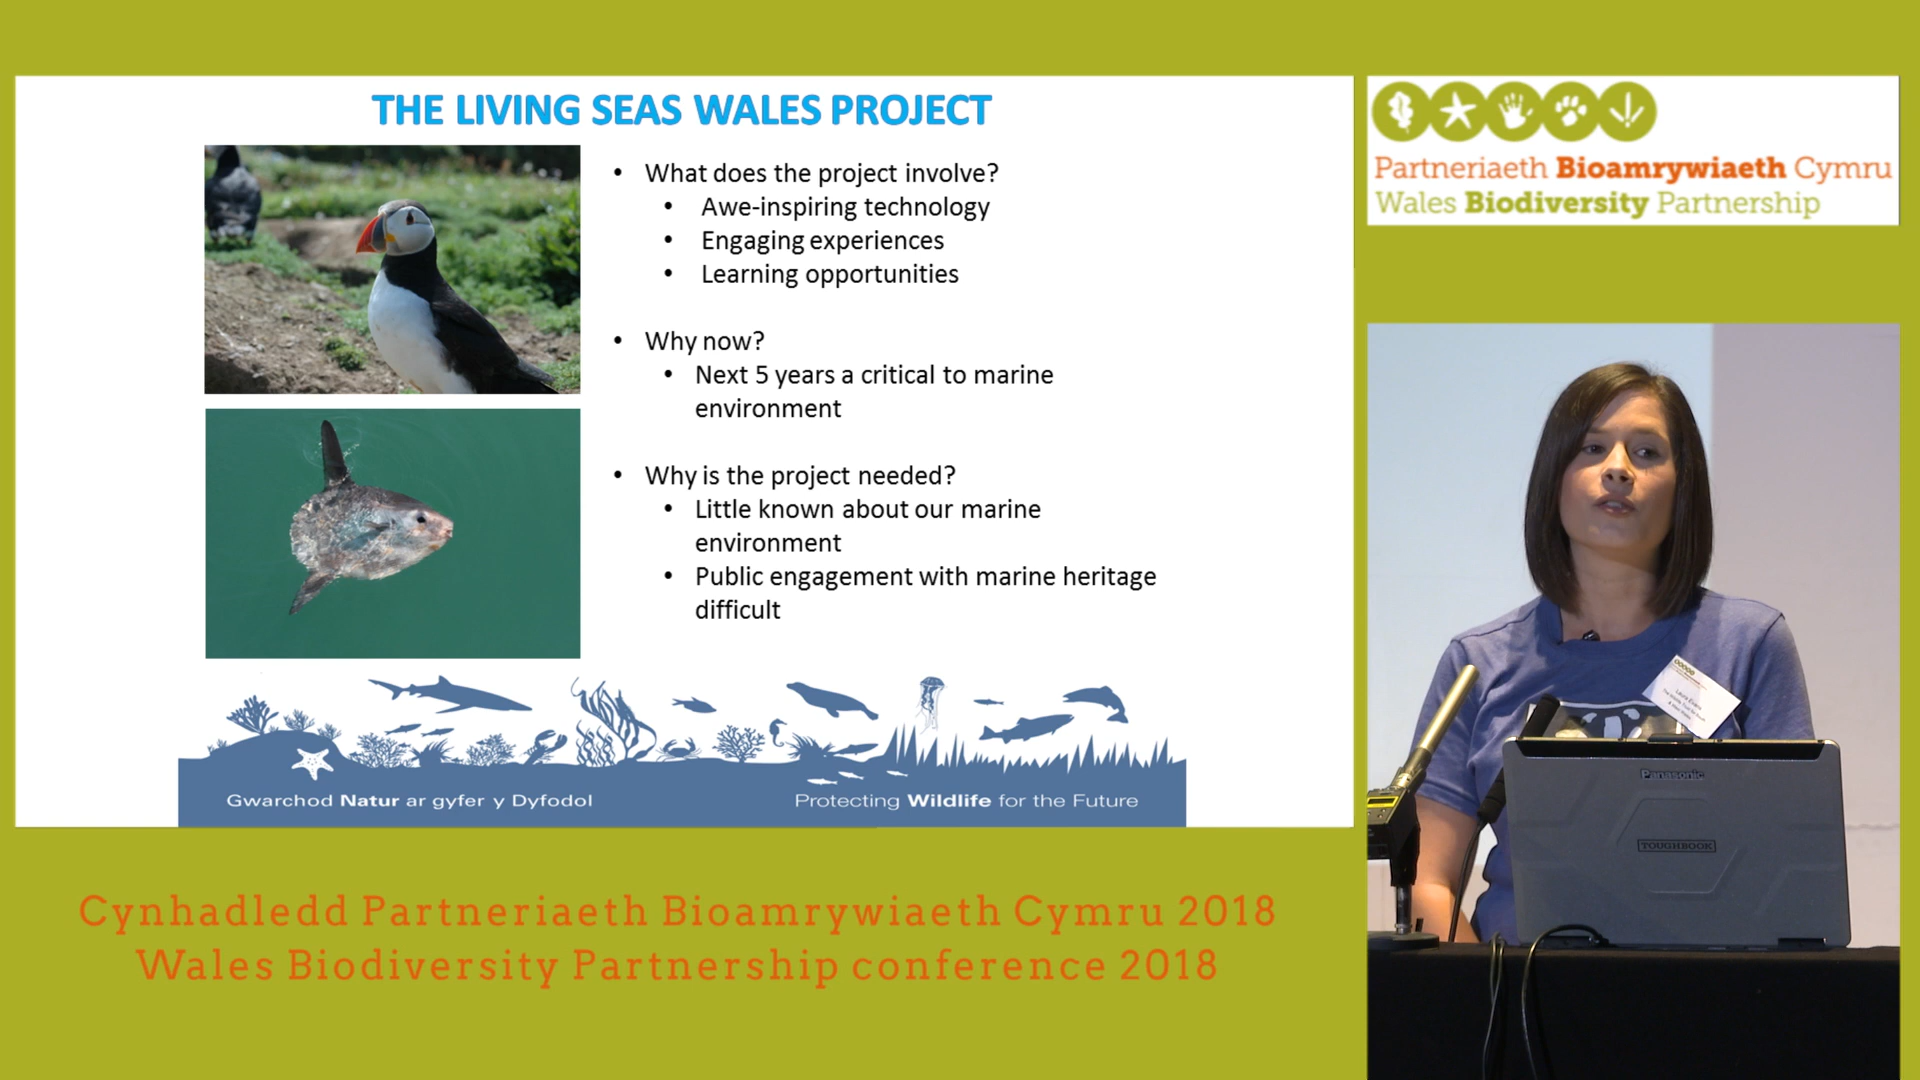 THE LIVING SEAS WALES PROJECT
• What does the project involve?
• Awe-inspiring technology
• Engaging experiences
• Learning opportunities
• Why now?
• Next 5 years a critical to marine
environment
• Why is the project needed?
• Little known about our marine
environment
• Public engagement with marine heritage
difficult
Gwarchod Natur ar gyfer y Dyfodol
Protecting Wildlife for the Future
Partneriaeth Bioamrywiaeth Cymru
Wales Biodiversity Partnership
Laura Evans
Panasonic
TOUGHBOOK
Cynhadledd Partneriaeth Bioamrywiaeth Cymru 2018
Wales Biodiversity Partnership conference 2018